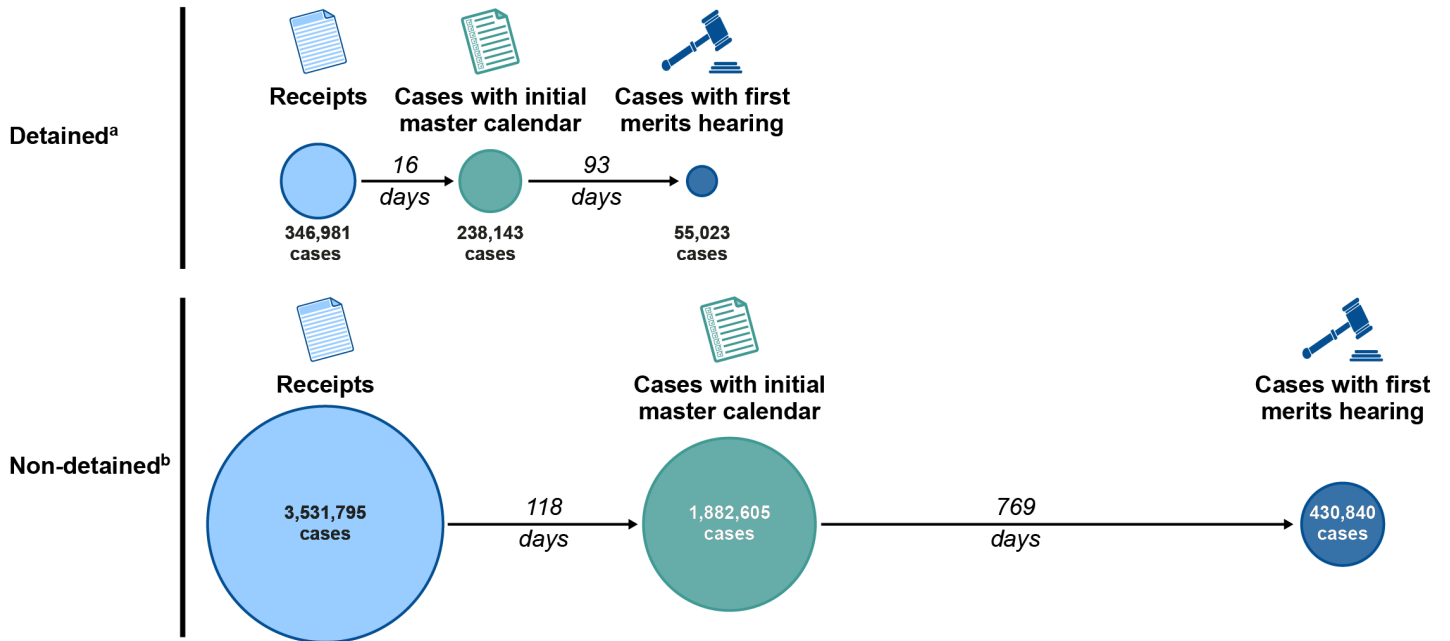 Detainedᵃ
Receipts
Cases with initial
master calendar
Cases with first
merits hearing
16
days
93
days
346,981
cases
238,143
cases
55,023
cases
Non-detainedᵇ
Receipts
Cases with initial
master calendar
Cases with first
merits hearing
3,531,795
cases
118
days
1,882,605
cases
769
days
430,840
cases